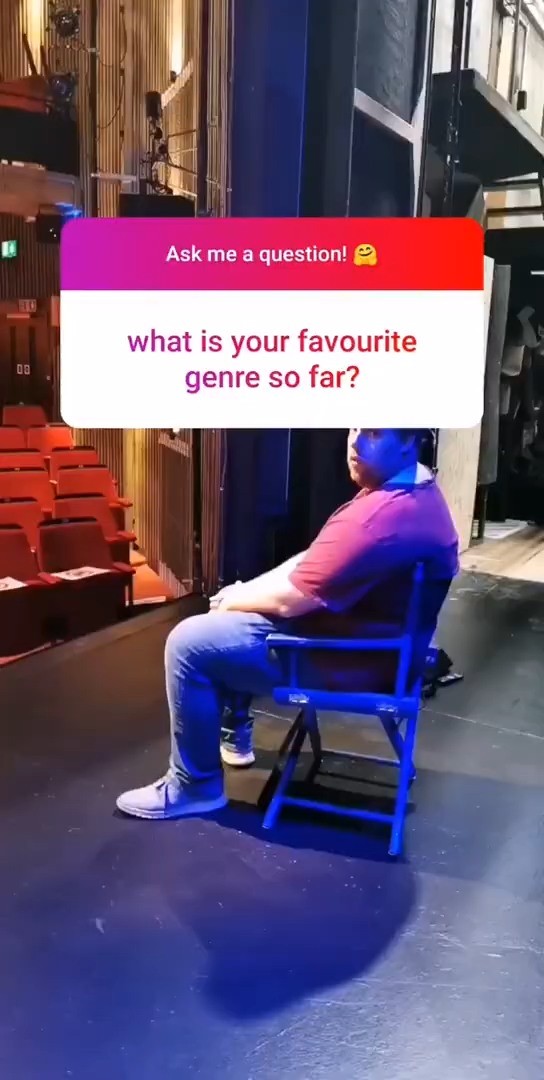 Ask me a question! 🤗
what is your favourite
genre so far?